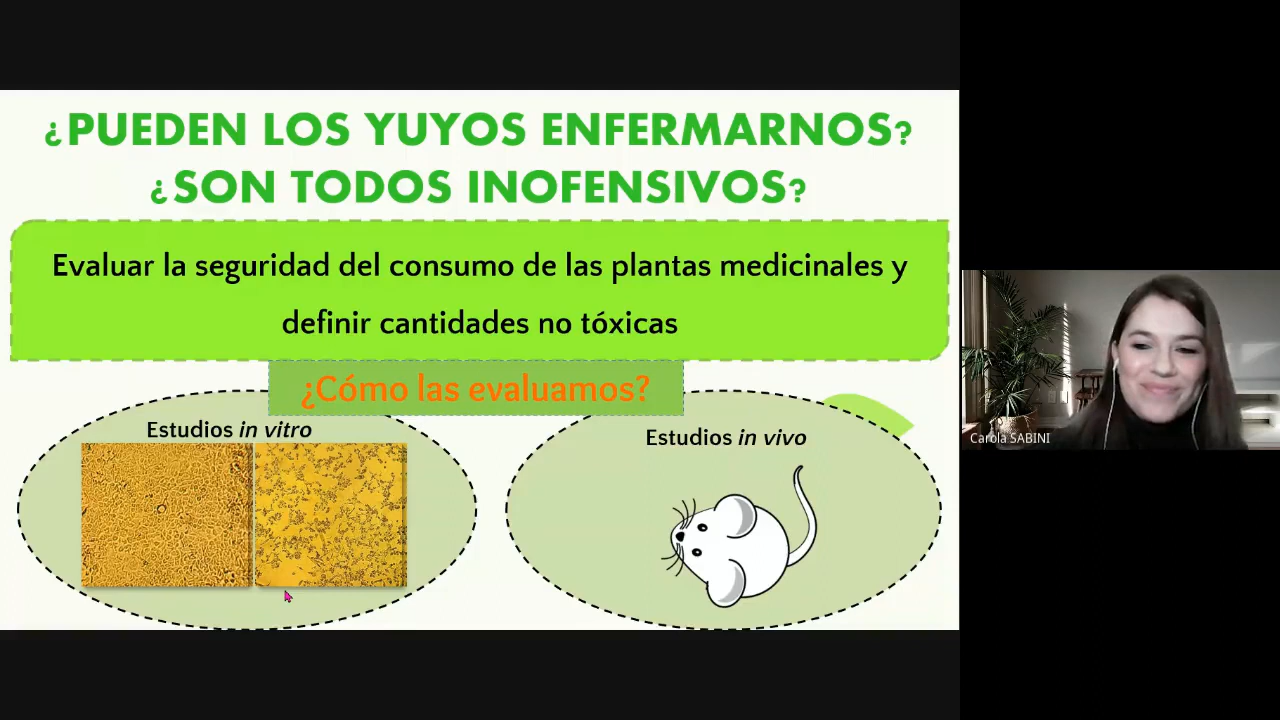 ¿PUEDEN LOS YUYOS ENFERMARNOS?
¿SON TODOS INOFENSIVOS?
Evaluar la seguridad del consumo de las plantas medicinales y
definir cantidades no tóxicas
¿Cómo las evaluamos?
Estudios in vitro
Estudios in vivo
Carola SABINI